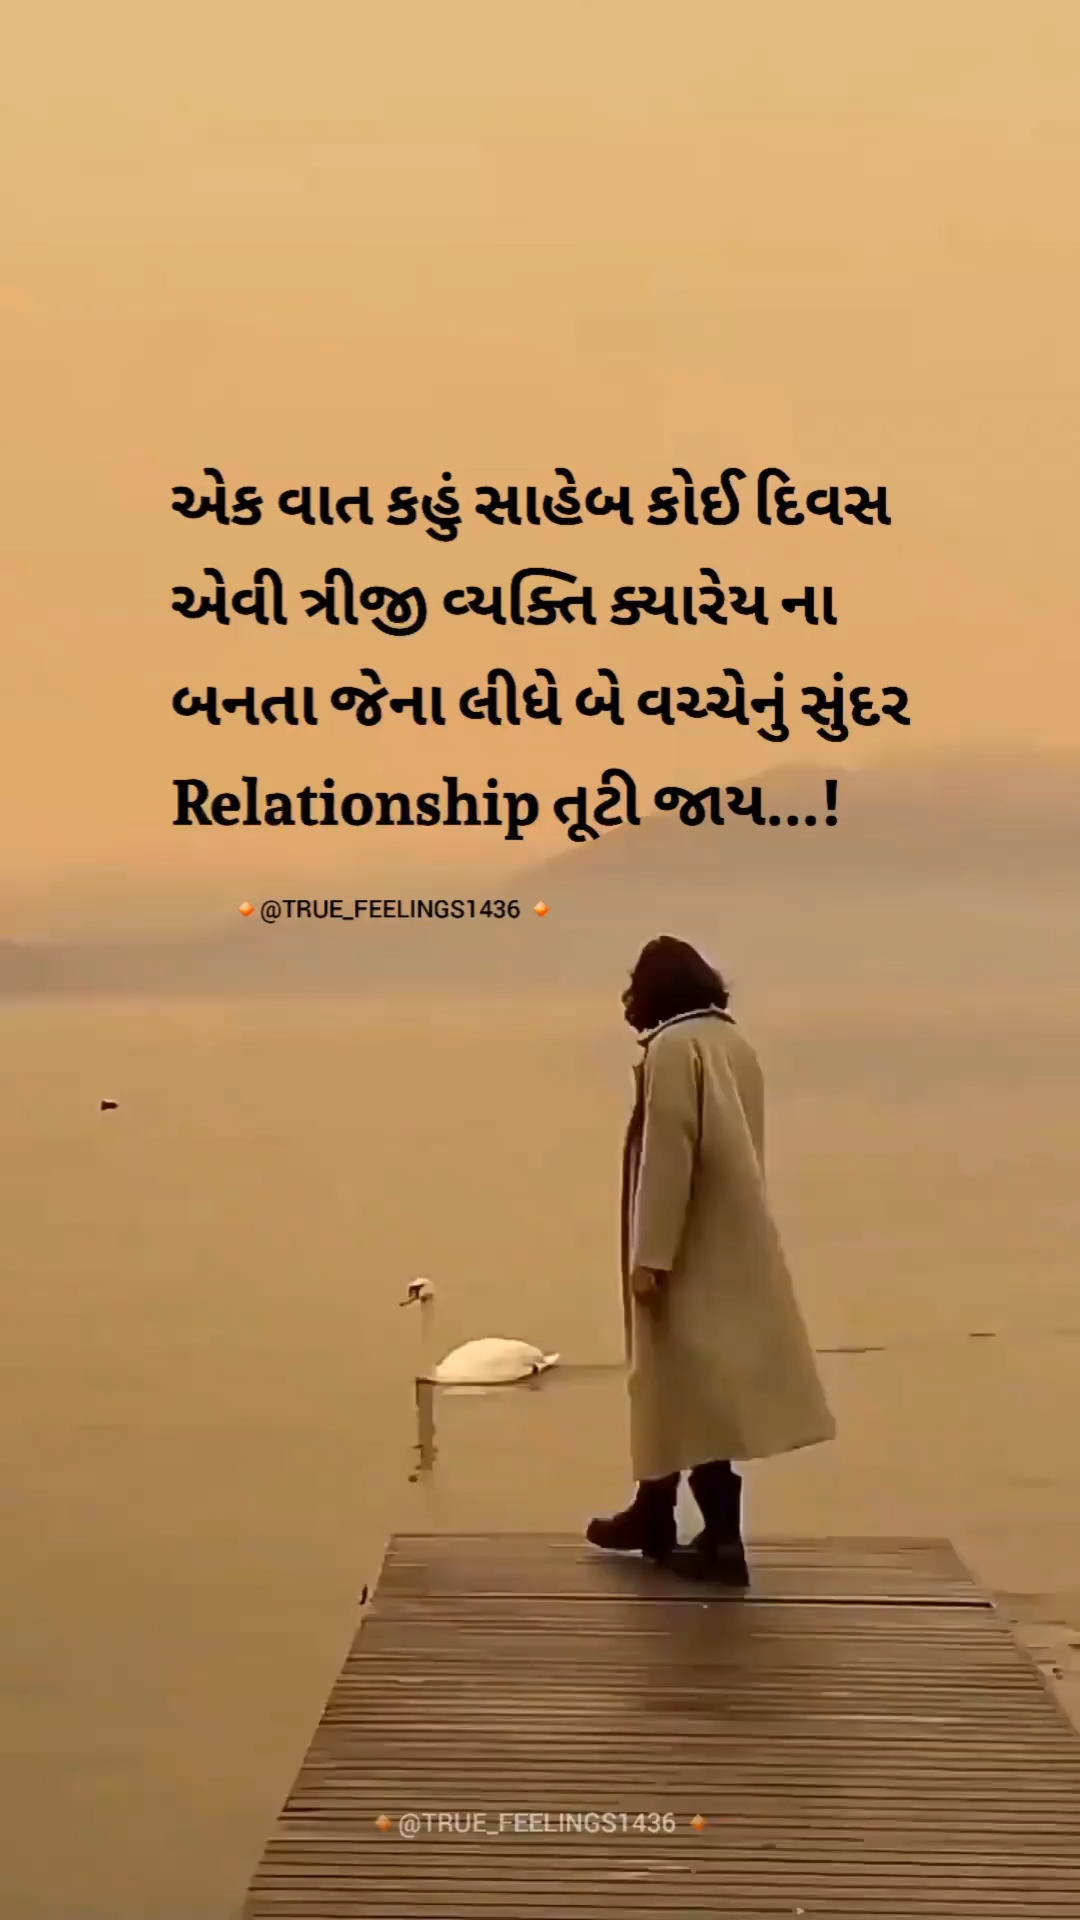 એક વાત કહું સાહેબ કોઈ દિવસ
એવી ત્રીજી વ્યક્તિ ક્યારેય ના
બનતા જેના લીધે બે વચ્ચેનું સુંદર
Relationship તૂટી જાય...!
🔸@TRUE_FEELINGS1436 🔸
🔸@TRUE_FEELINGS1436 🔸